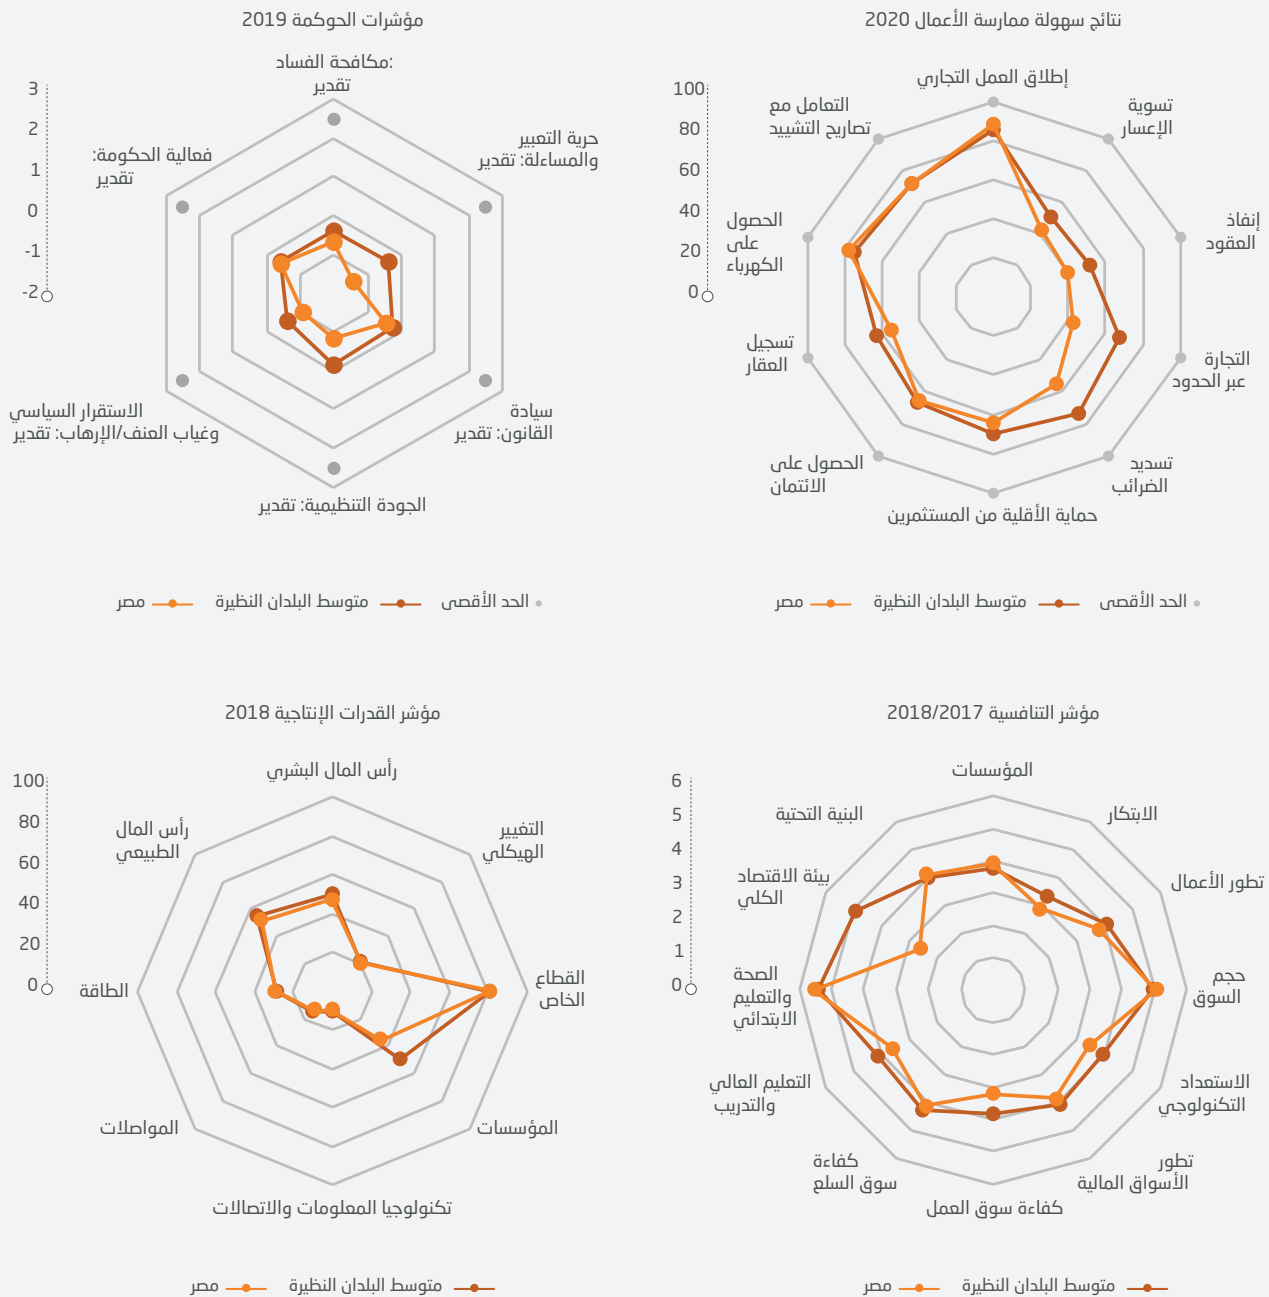 نتائج سهولة ممارسة الأعمال 2020
100
80
60
40
20
0
إطلاق العمل التجاري
تسوية
الإعسار
إنفاذ
العقود
التجارة
عبر الحدود
تسديد
الضرائب
حماية الأقلية من المستثمرين
الحصول على
الائتمان
تسجيل
العقار
الحصول
على
الكهرباء
التعامل مع
تصاريح التشييد
الحد الأقصى
متوسط البلدان النظيرة
مصر
مؤشرات الحوكمة 2019
3
2
1
0
-1
-2
مكافحة الفساد:
تقدير
حرية التعبير
والمساءلة: تقدير
سيادة
القانون: تقدير
الجودة التنظيمية: تقدير
الاستقرار السياسي
وغياب العنف/الإرهاب: تقدير
فعالية الحكومة:
تقدير
الحد الأقصى
متوسط البلدان النظيرة
مصر
مؤشر التنافسية 2018/2017
6
5
4
3
2
1
0
المؤسسات
الابتكار
تطور الأعمال
حجم
السوق
الاستعداد
التكنولوجي
تطور
الأسواق المالية
كفاءة سوق العمل
كفاءة
سوق السلع
التعليم العالي
والتدريب
الصحة
والتعليم
الابتدائي
بيئة الاقتصاد
الكلي
البنية التحتية
متوسط البلدان النظيرة
مصر
مؤشر القدرات الإنتاجية 2018
100
80
60
40
20
0
رأس المال البشري
التغيير
الهيكلي
القطاع
الخاص
المؤسسات
تكنولوجيا المعلومات والاتصالات
المواصلات
الطاقة
رأس المال
الطبيعي
متوسط البلدان النظيرة
مصر